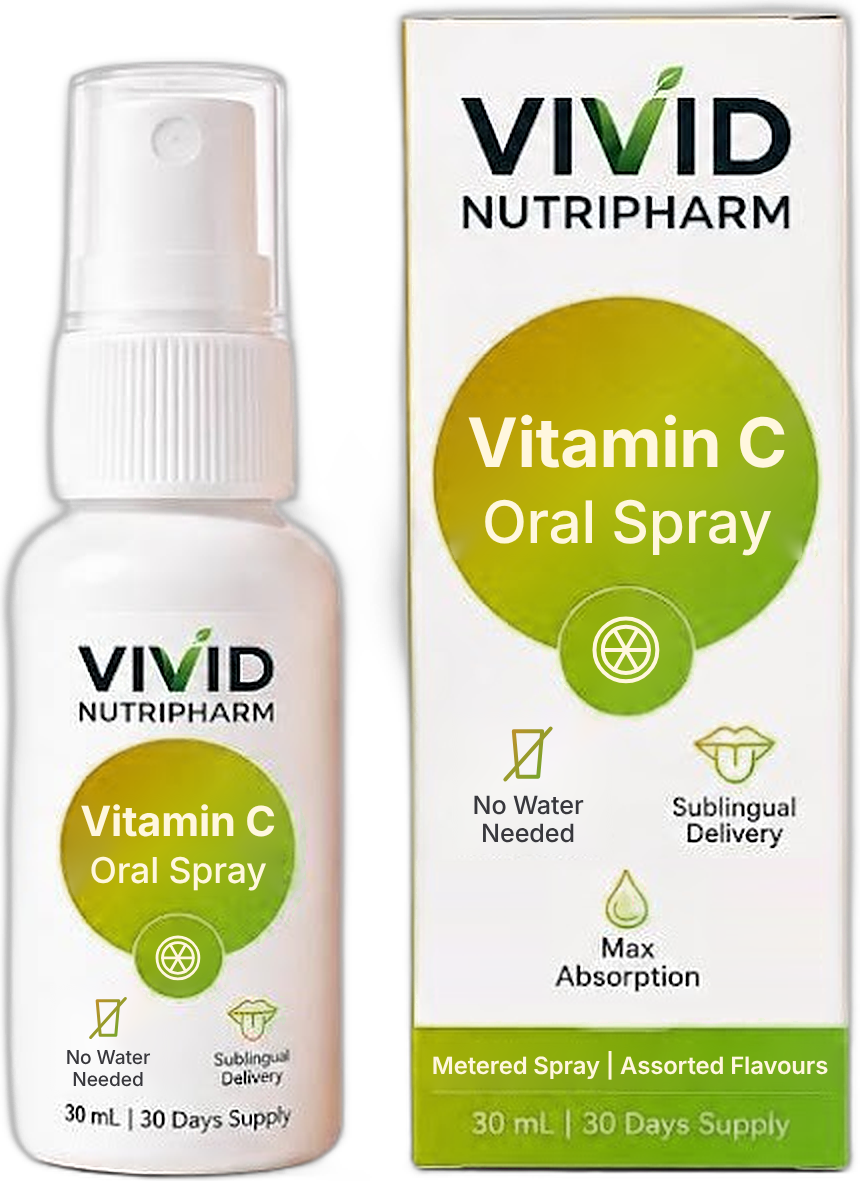 VIVID
NUTRIPHARM
Vitamin C
Oral Spray
No Water
Needed
Sublingual
Delivery
30 mL | 30 Days Supply
VIVID
NUTRIPHARM
Vitamin C
Oral Spray
No Water
Needed
Sublingual
Delivery
Max
Absorption
Metered Spray | Assorted Flavours
30 mL | 30 Days Supply